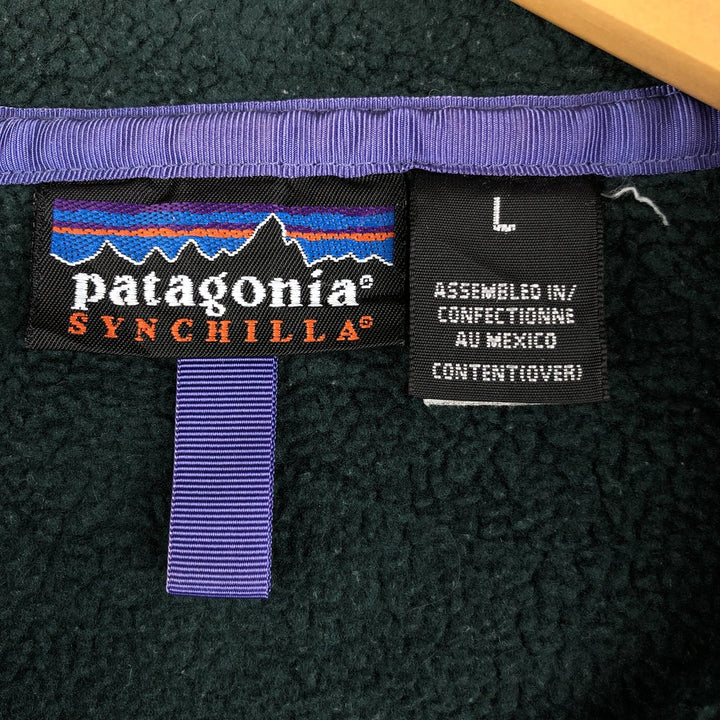 patagonia®
SYNCHILLA®
L
ASSEMBLED IN/
CONFECTIONNE
AU MEXICO
CONTENT(OVER)